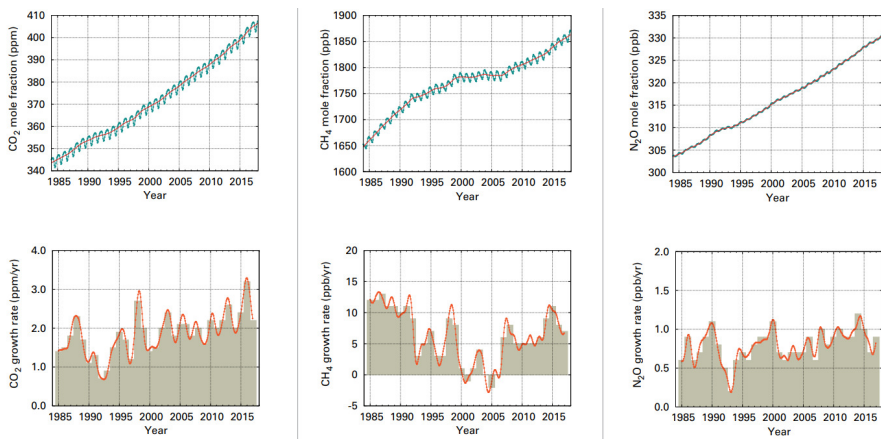 CO2 mole fraction (ppm)
410
400
390
380
370
360
350
340
1985 1990 1995 2000 2005 2010 2015
Year
CH4 mole fraction (ppb)
1900
1850
1800
1750
1700
1650
1600
1985 1990 1995 2000 2005 2010 2015
Year
N2O mole fraction (ppb)
335
330
325
320
315
310
305
300
1985 1990 1995 2000 2005 2010 2015
Year
CO2 growth rate (ppm/yr)
4.0
3.0
2.0
1.0
0.0
1985 1990 1995 2000 2005 2010 2015
Year
CH4 growth rate (ppb/yr)
20
15
10
5
0
-5
1985 1990 1995 2000 2005 2010 2015
Year
N2O growth rate (ppb/yr)
2.0
1.5
1.0
0.5
0.0
1985 1990 1995 2000 2005 2010 2015
Year